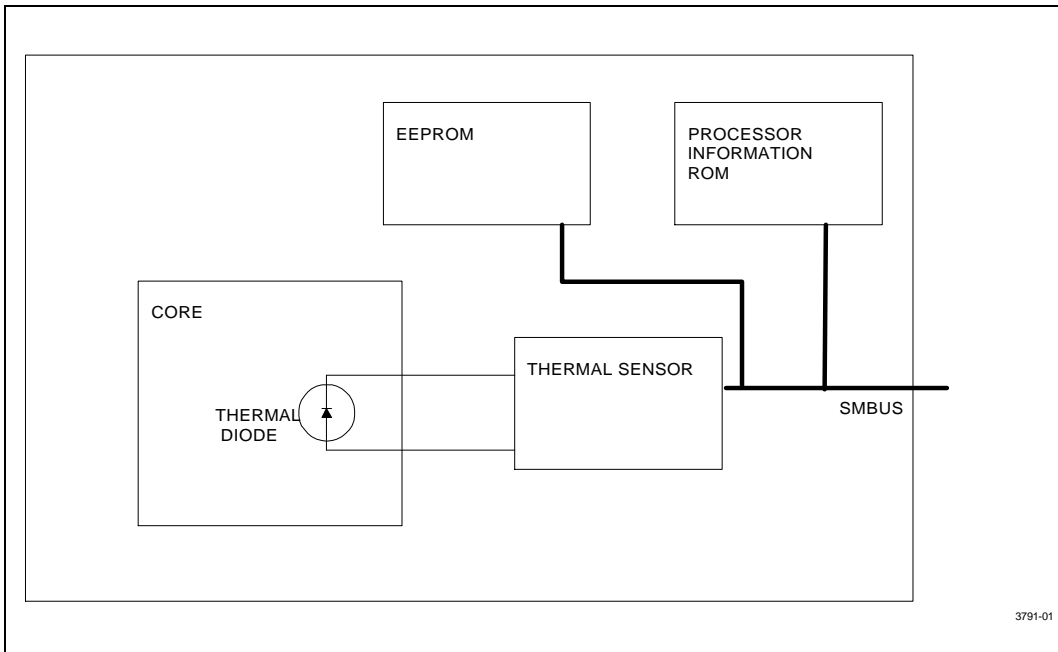 EEPROM
PROCESSOR
INFORMATION
ROM
CORE
THERMAL SENSOR
THERMAL
DIODE
SMBUS
3791-01